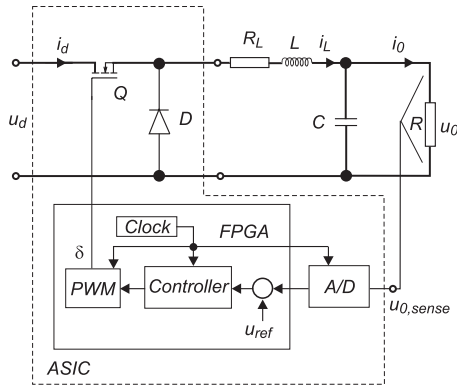 i_d
R_L
L
i_L
i_0
Q
u_d
D
C
R
u_0
Clock
FPGA
δ
PWM
Controller
A/D
u_ref
u_0,sense
ASIC